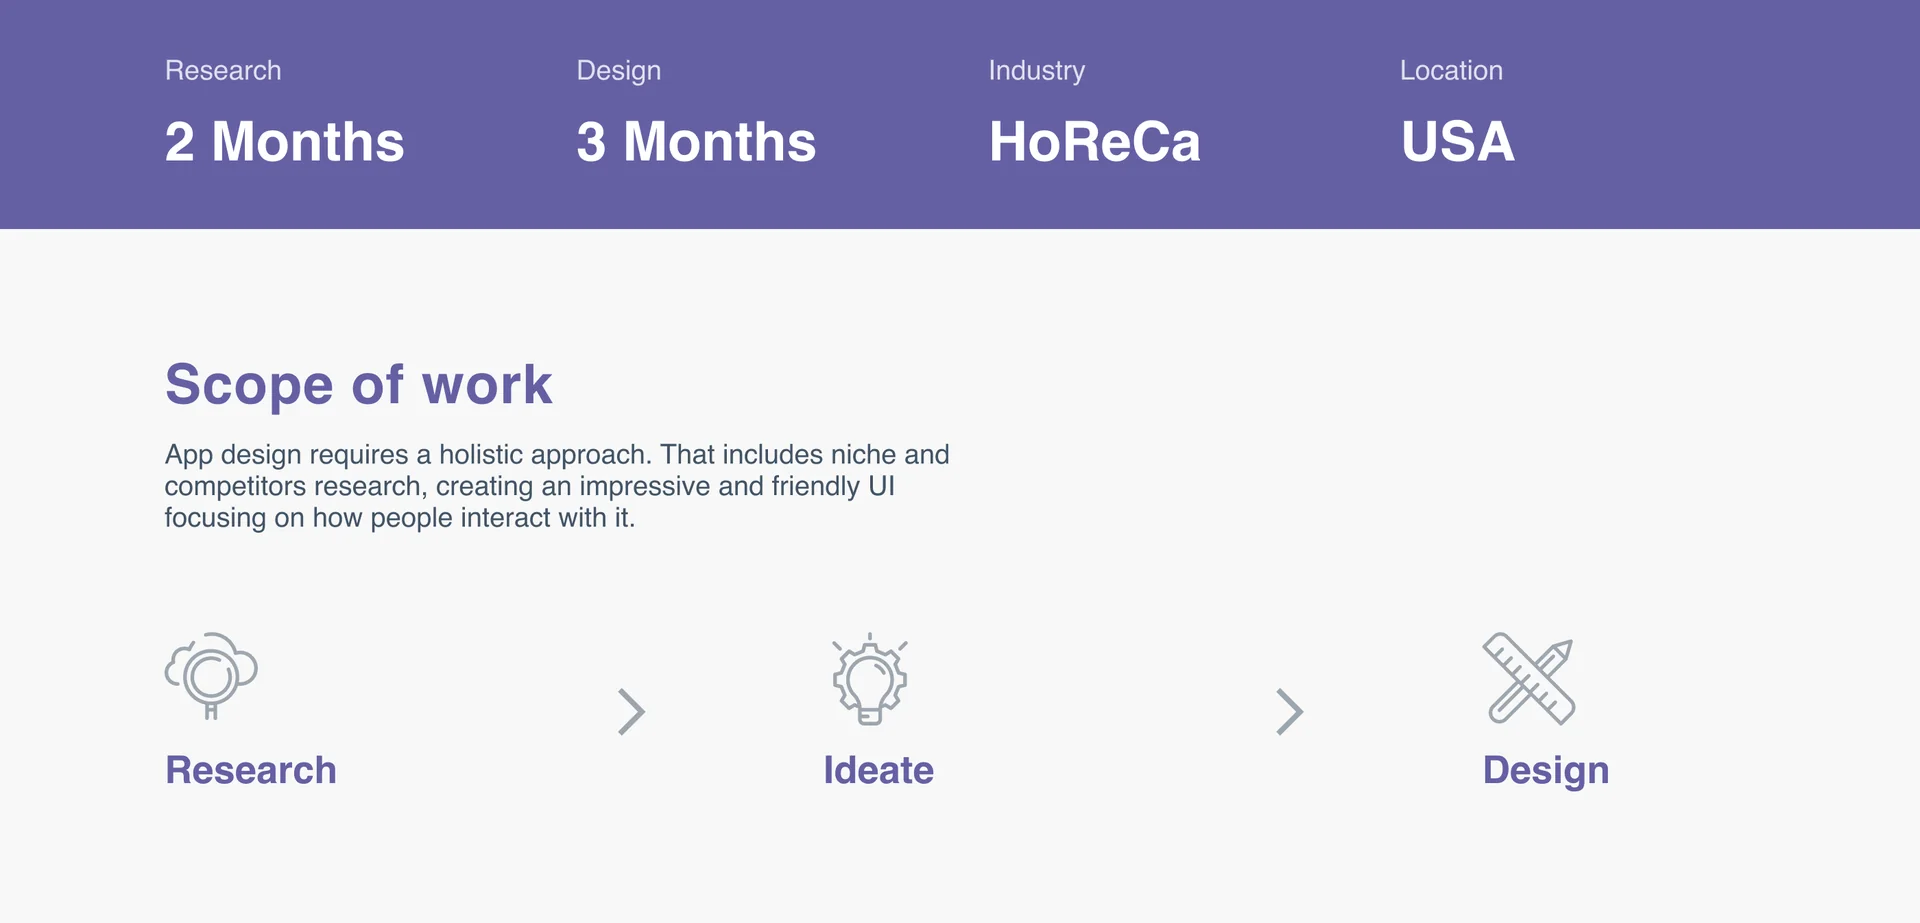 Research
2 Months
Design
3 Months
Industry
HoReCa
Location
USA
Scope of work
App design requires a holistic approach. That includes niche and
competitors research, creating an impressive and friendly UI
focusing on how people interact with it.
Research
Ideate
Design